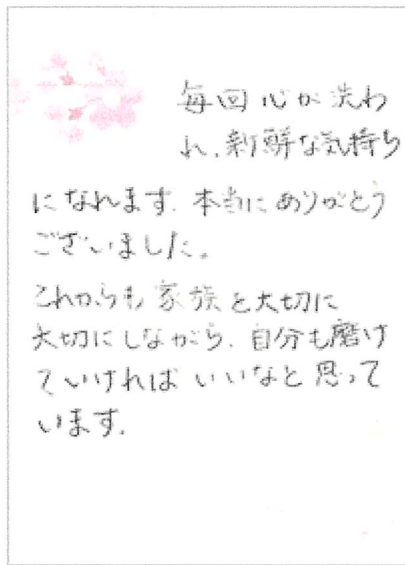 毎回心が洗わ
れ、新鮮な気持ち
になれます。本当にありがとう
ございました。
これからも家族を大切に
大切にしながら、自分も磨け
ていければいいなと思って
います。